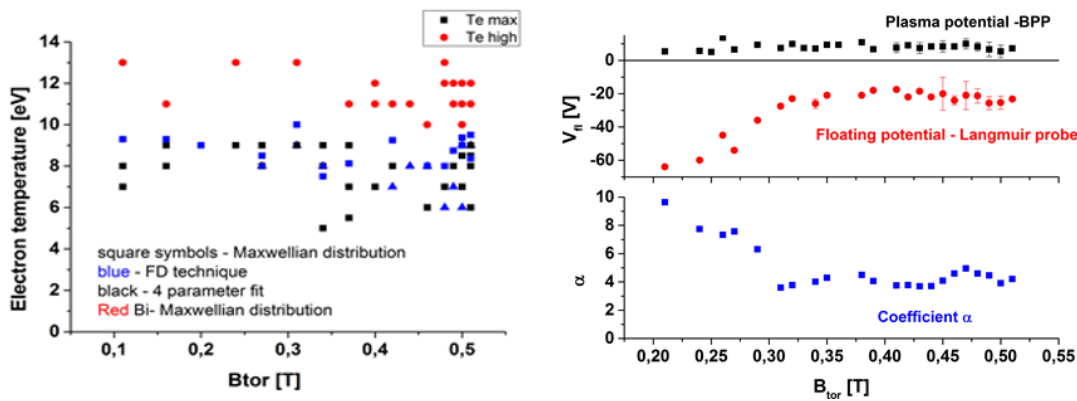 Te max
Te high
Electron temperature [eV]
14
12
10
8
6
4
2
0
square symbols - Maxwellian distribution
blue - FD technique
black - 4 parameter fit
Red Bi- Maxwellian distribution
0,1
0,2
0,3
0,4
0,5
Btor [T]
Plasma potential -BPP
V_fl [V]
0
-20
-40
-60
Floating potential - Langmuir probe
α
10
8
6
4
2
0
Coefficient α
0,20
0,25
0,30
0,35
0,40
0,45
0,50
0,55
B_tor [T]